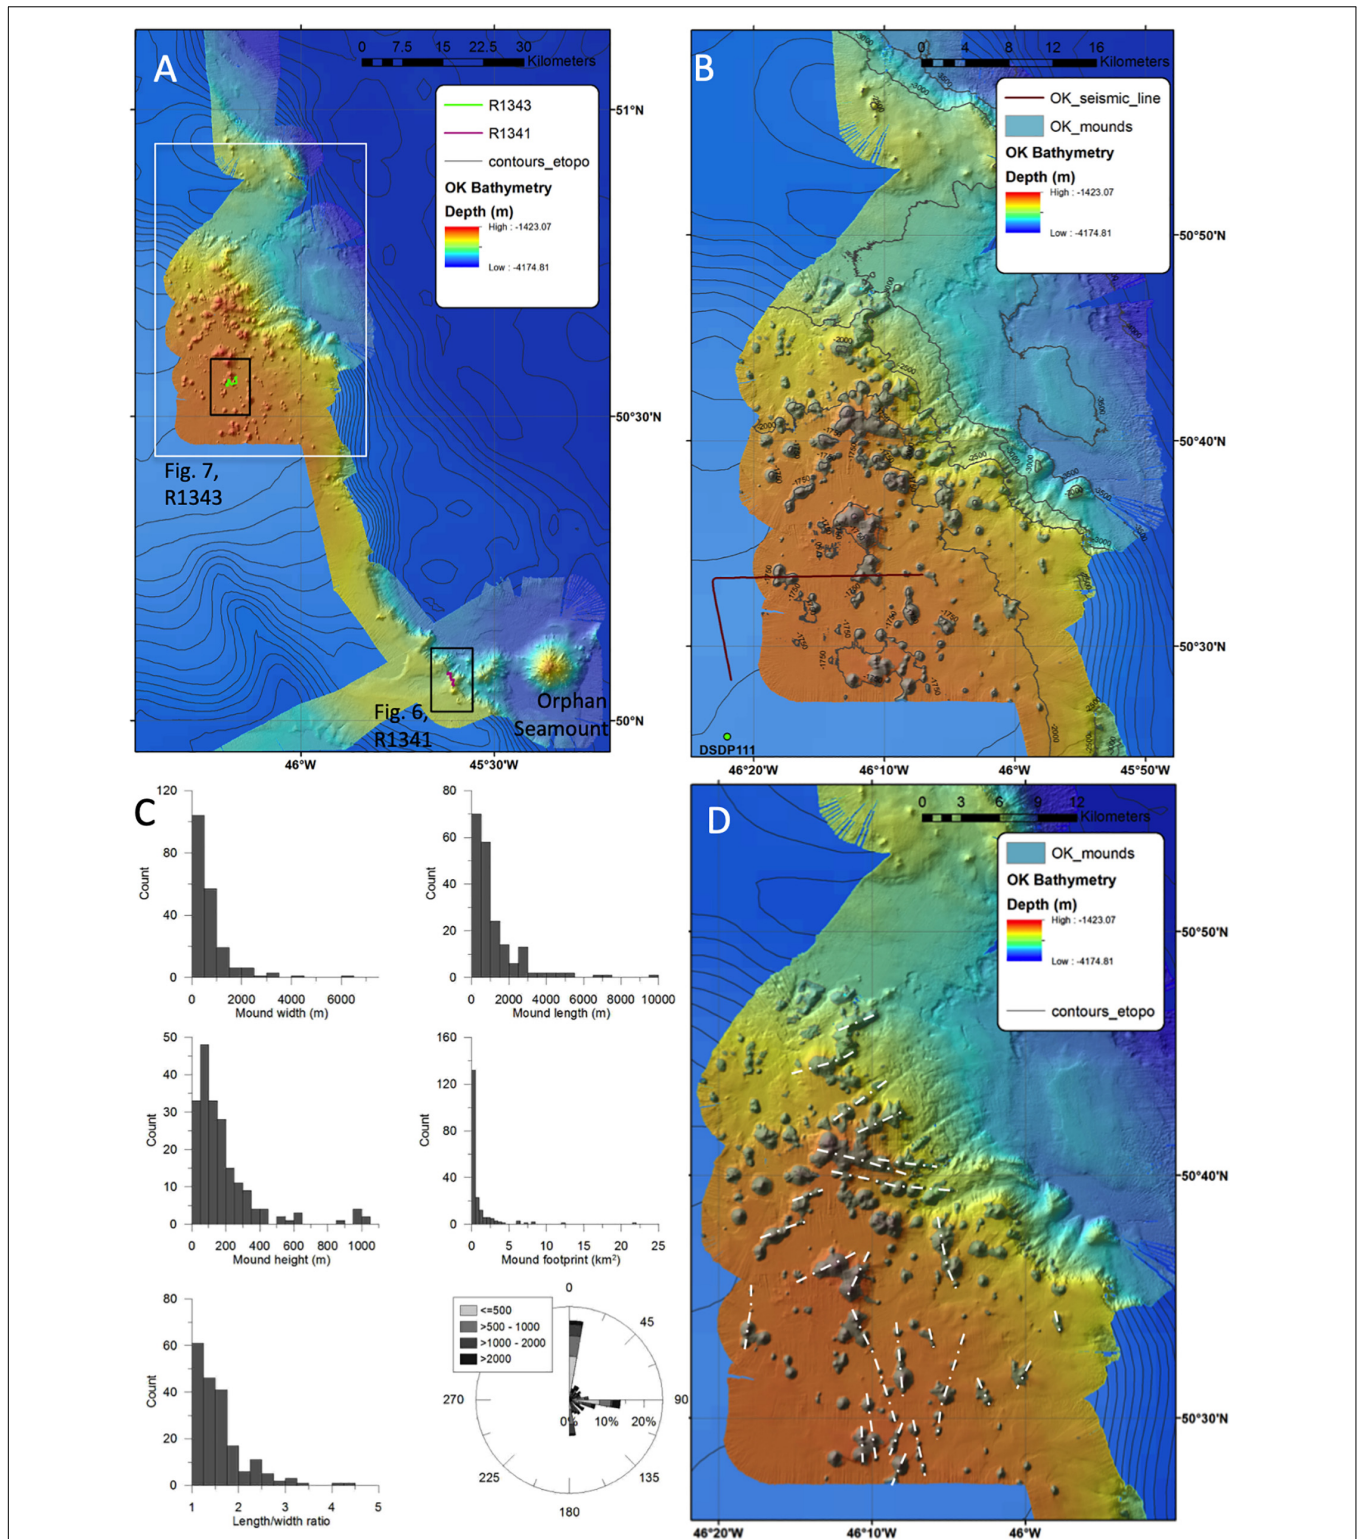 A
0 7.5 15 22.5 30
Kilometers
R1343
R1341
contours_etopo
OK Bathymetry
Depth (m)
High : -1423.07
Low : -4174.81
51°N
50°30'N
50°N
Fig. 7,
R1343
Fig. 6,
R1341
Orphan
Seamount
46°W 45°30'W
B
0 4 8 12 16
Kilometers
OK_seismic_line
OK_mounds
OK Bathymetry
Depth (m)
High : -1423.07
Low : -4174.81
50°50'N
50°40'N
50°30'N
DSDP111
46°20'W 46°10'W 46°W 45°50'W
C
120
80
40
0
Count
0 2000 4000 6000
Mound width (m)
80
60
40
20
0
Count
0 2000 4000 6000 8000 10000
Mound length (m)
50
40
30
20
10
0
Count
0 200 400 600 800 1000
Mound height (m)
160
120
80
40
0
Count
0 5 10 15 20 25
Mound footprint (km²)
80
60
40
20
0
Count
1 2 3 4 5
Length/width ratio
<=500
>500 - 1000
>1000 - 2000
>2000
0
45
90
135
180
225
270
0% 10% 20%
D
0 3 6 9 12
Kilometers
OK_mounds
OK Bathymetry
Depth (m)
High : -1423.07
Low : -4174.81
contours_etopo
50°50'N
50°40'N
50°30'N
46°20'W 46°10'W 46°W